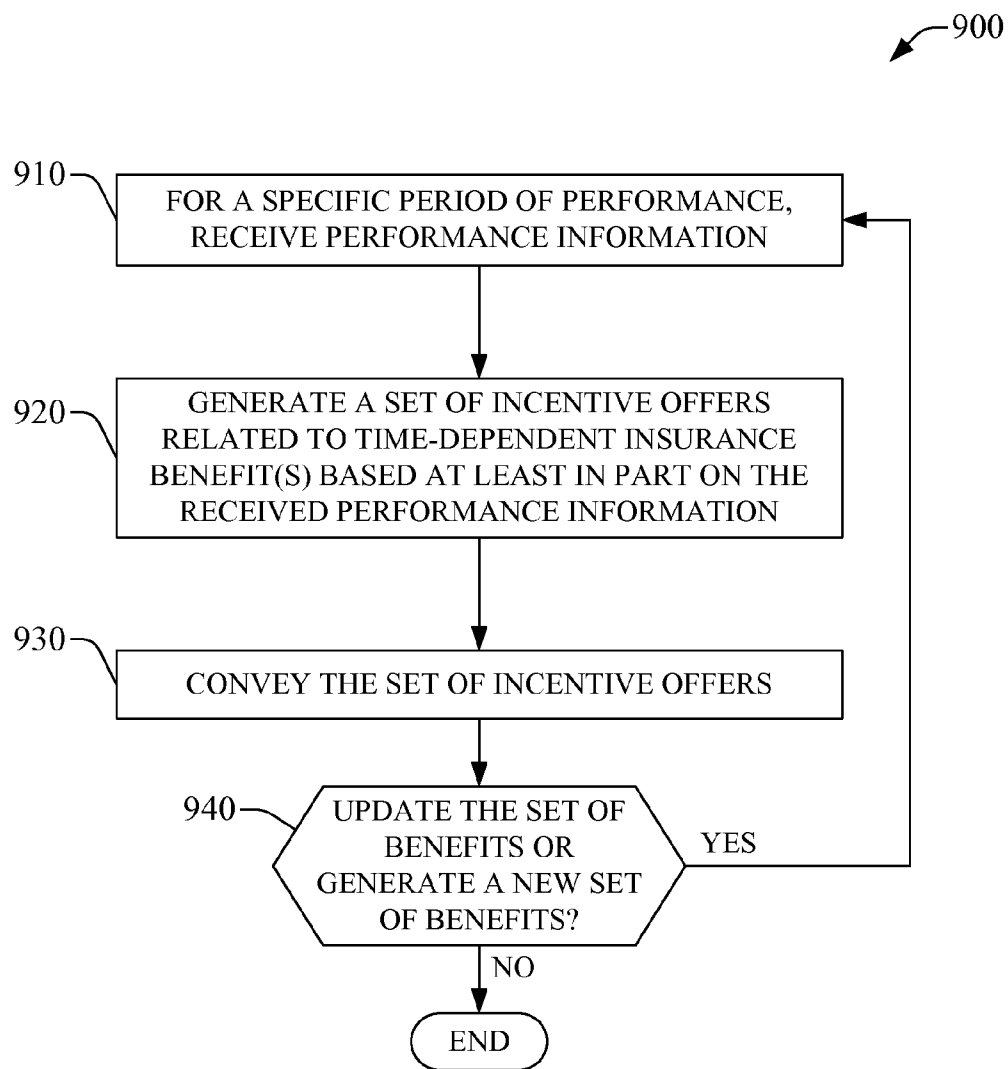 900
910
FOR A SPECIFIC PERIOD OF PERFORMANCE,
RECEIVE PERFORMANCE INFORMATION
920
GENERATE A SET OF INCENTIVE OFFERS
RELATED TO TIME-DEPENDENT INSURANCE
BENEFIT(S) BASED AT LEAST IN PART ON THE
RECEIVED PERFORMANCE INFORMATION
930
CONVEY THE SET OF INCENTIVE OFFERS
940
UPDATE THE SET OF
BENEFITS OR
GENERATE A NEW SET
OF BENEFITS?
YES
NO
END